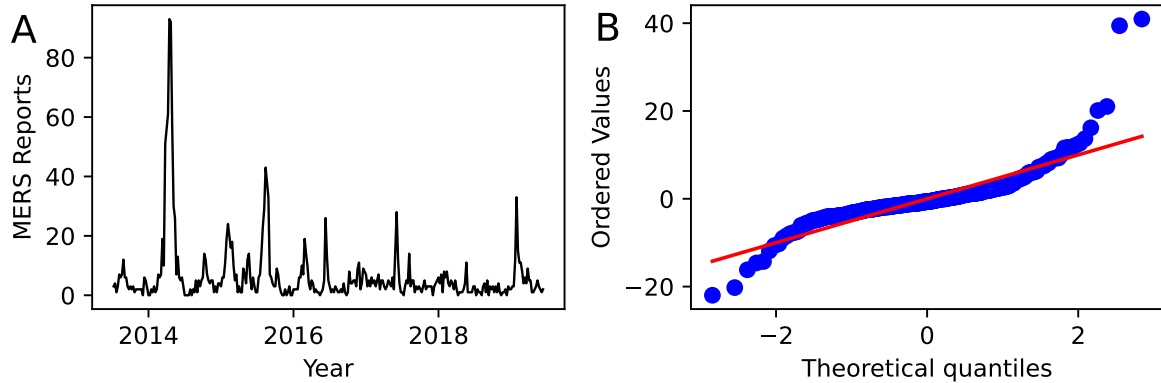 A
MERS Reports
80
60
40
20
0
2014
2016
2018
Year
B
Ordered Values
40
20
0
−20
−2
0
2
Theoretical quantiles